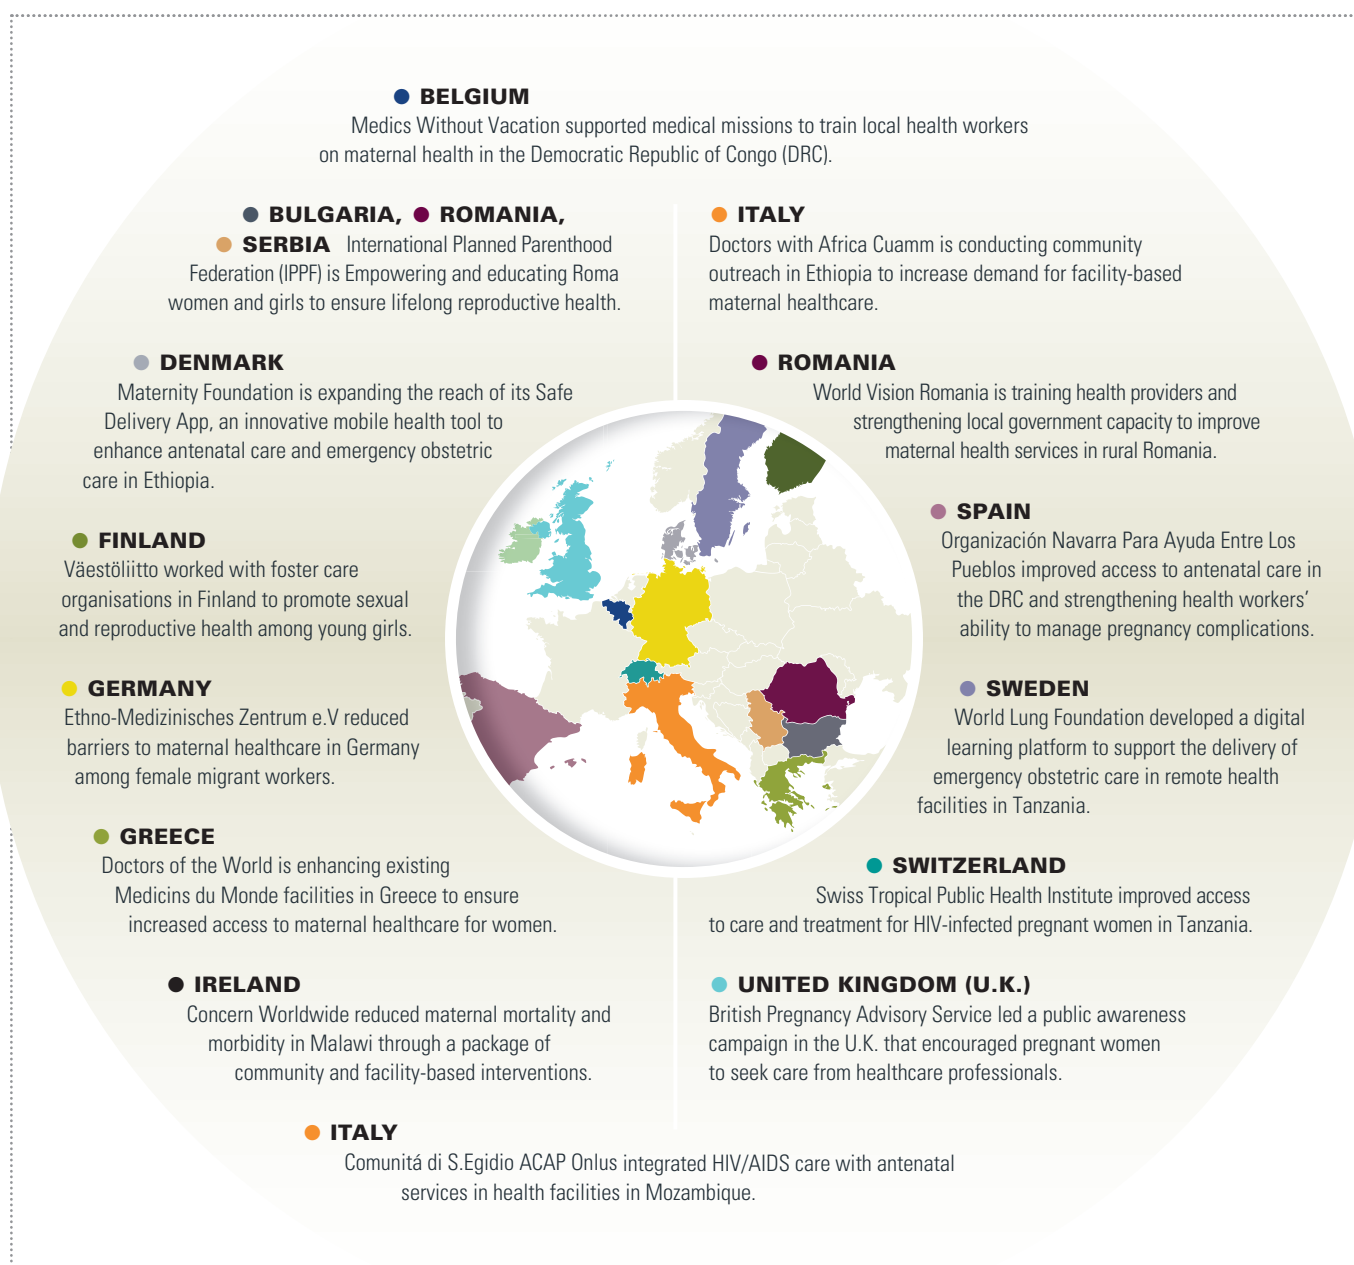 BELGIUM
Medics Without Vacation supported medical missions to train local health workers
on maternal health in the Democratic Republic of Congo (DRC).
BULGARIA, ROMANIA,
SERBIA International Planned Parenthood
Federation (IPPF) is Empowering and educating Roma
women and girls to ensure lifelong reproductive health.
DENMARK
Maternity Foundation is expanding the reach of its Safe
Delivery App, an innovative mobile health tool to
enhance antenatal care and emergency obstetric
care in Ethiopia.
FINLAND
Väestöliitto worked with foster care
organisations in Finland to promote sexual
and reproductive health among young girls.
GERMANY
Ethno-Medizinisches Zentrum e.V reduced
barriers to maternal healthcare in Germany
among female migrant workers.
GREECE
Doctors of the World is enhancing existing
Medicins du Monde facilities in Greece to ensure
increased access to maternal healthcare for women.
IRELAND
Concern Worldwide reduced maternal mortality and
morbidity in Malawi through a package of
community and facility-based interventions.
ITALY
Comunitá di S.Egidio ACAP Onlus integrated HIV/AIDS care with antenatal
services in health facilities in Mozambique.
ITALY
Doctors with Africa Cuamm is conducting community
outreach in Ethiopia to increase demand for facility-based
maternal healthcare.
ROMANIA
World Vision Romania is training health providers and
strengthening local government capacity to improve
maternal health services in rural Romania.
SPAIN
Organización Navarra Para Ayuda Entre Los
Pueblos improved access to antenatal care in
the DRC and strengthening health workers'
ability to manage pregnancy complications.
SWEDEN
World Lung Foundation developed a digital
learning platform to support the delivery of
emergency obstetric care in remote health
facilities in Tanzania.
SWITZERLAND
Swiss Tropical Public Health Institute improved access
to care and treatment for HIV-infected pregnant women in Tanzania.
UNITED KINGDOM (U.K.)
British Pregnancy Advisory Service led a public awareness
campaign in the U.K. that encouraged pregnant women
to seek care from healthcare professionals.